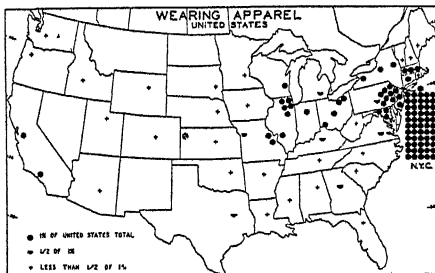 WEARING APPAREL
UNITED STATES
N.Y.C.
1% OF UNITED STATES TOTAL
1/2 OF 1%
LESS THAN 1/2 OF 1%